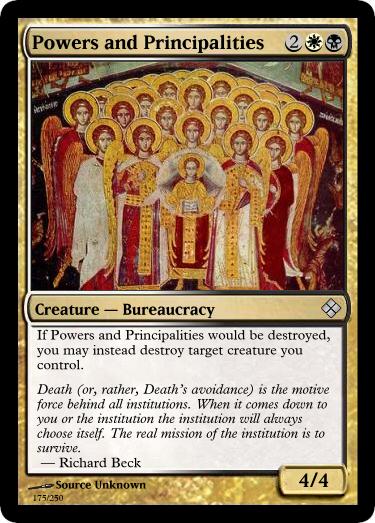 Powers and Principalities 2
Creature — Bureaucracy
If Powers and Principalities would be destroyed,
you may instead destroy target creature you
control.
Death (or, rather, Death's avoidance) is the motive
force behind all institutions. When it comes down to
you or the institution the institution will always
choose itself. The real mission of the institution is to
survive.
— Richard Beck
4/4
Source Unknown
175/250